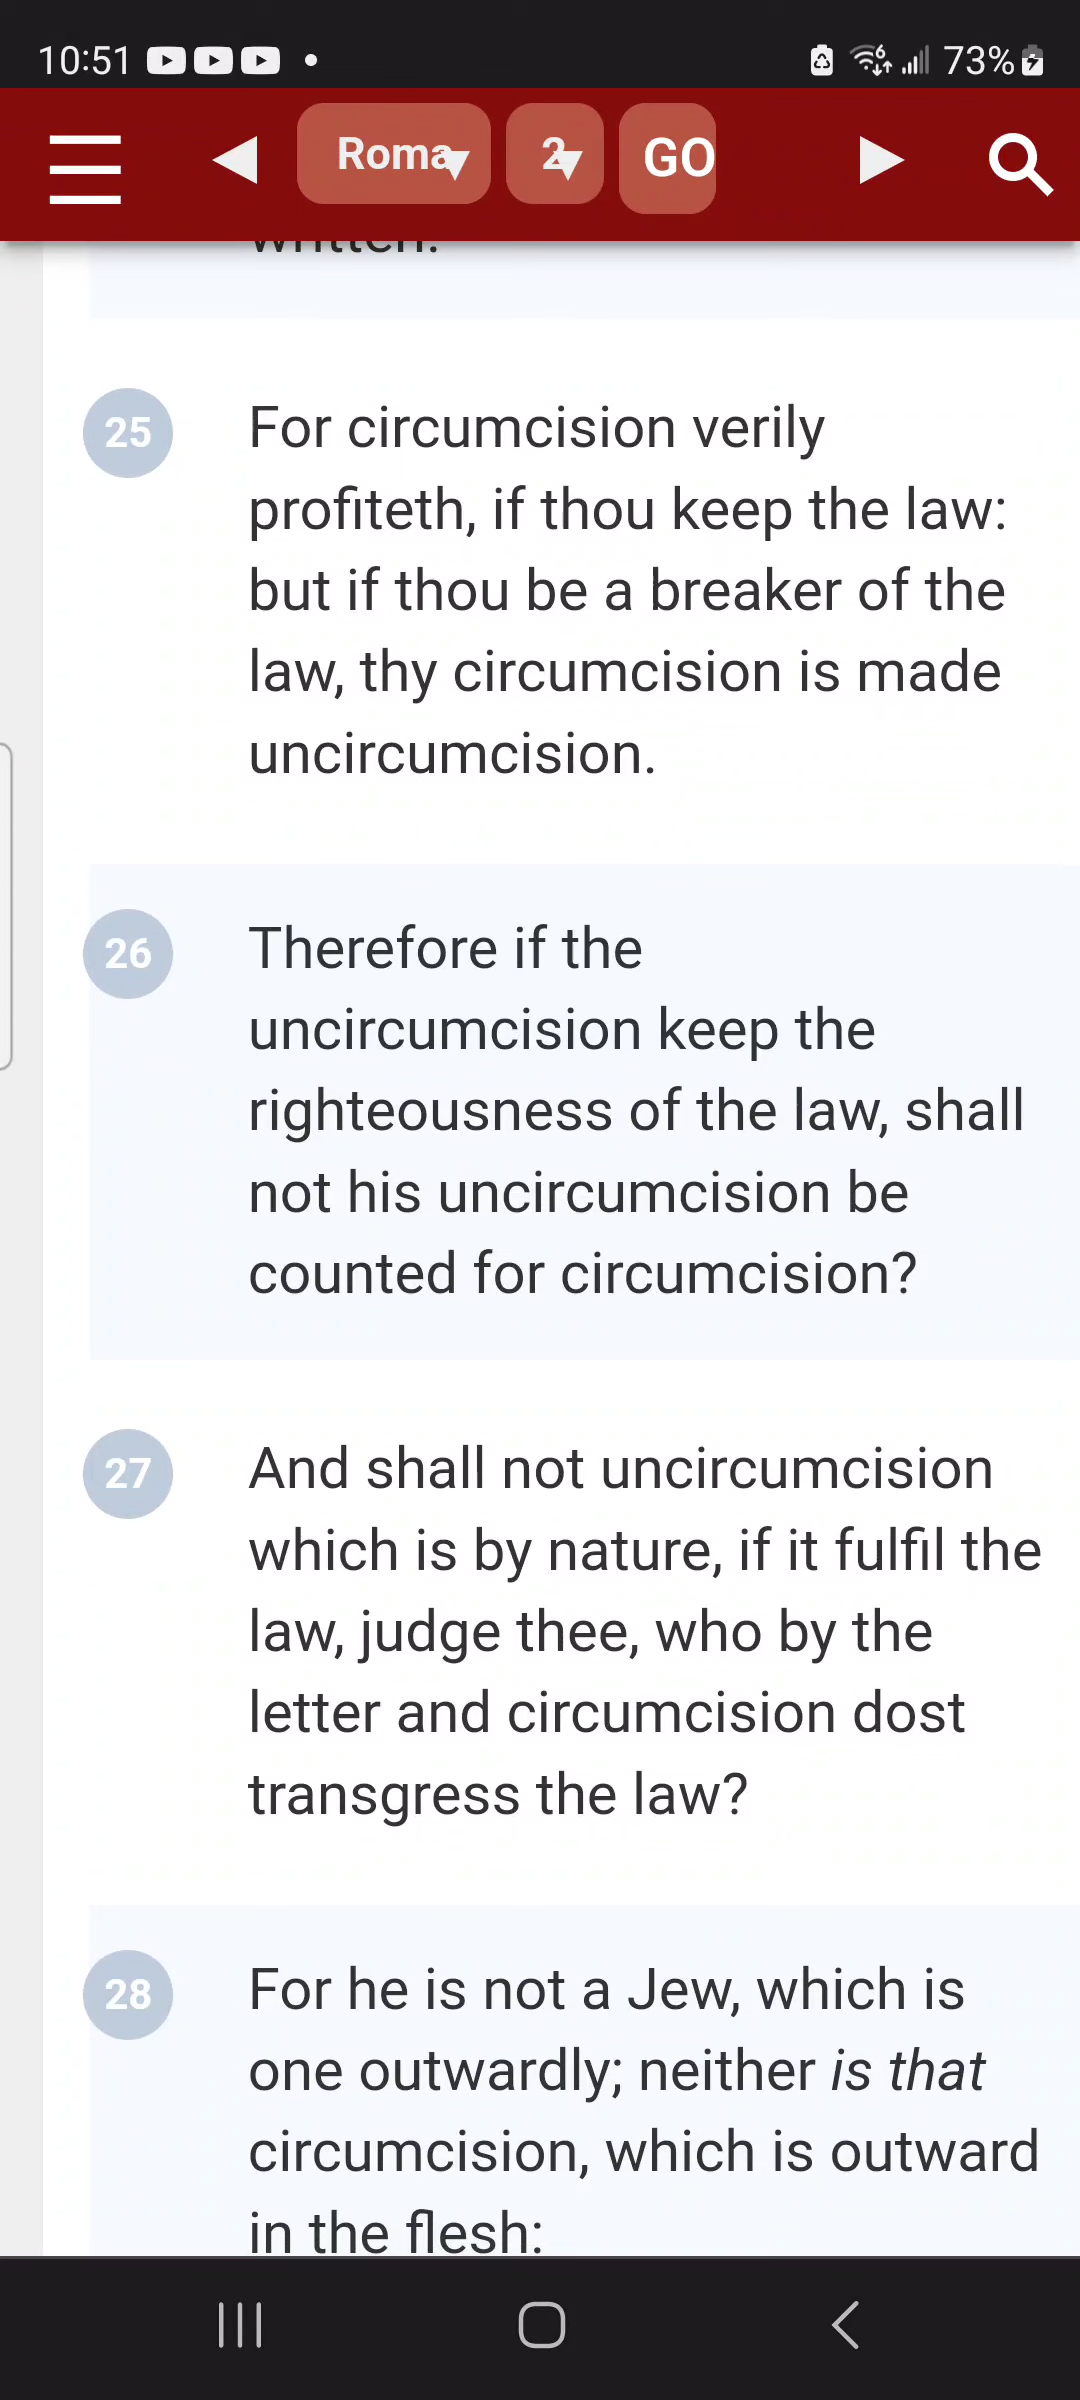 10:51 73%
Roma 2 GO
written.
25 For circumcision verily
profiteth, if thou keep the law:
but if thou be a breaker of the
law, thy circumcision is made
uncircumcision.
26 Therefore if the
uncircumcision keep the
righteousness of the law, shall
not his uncircumcision be
counted for circumcision?
27 And shall not uncircumcision
which is by nature, if it fulfil the
law, judge thee, who by the
letter and circumcision dost
transgress the law?
28 For he is not a Jew, which is
one outwardly; neither is that
circumcision, which is outward
in the flesh: